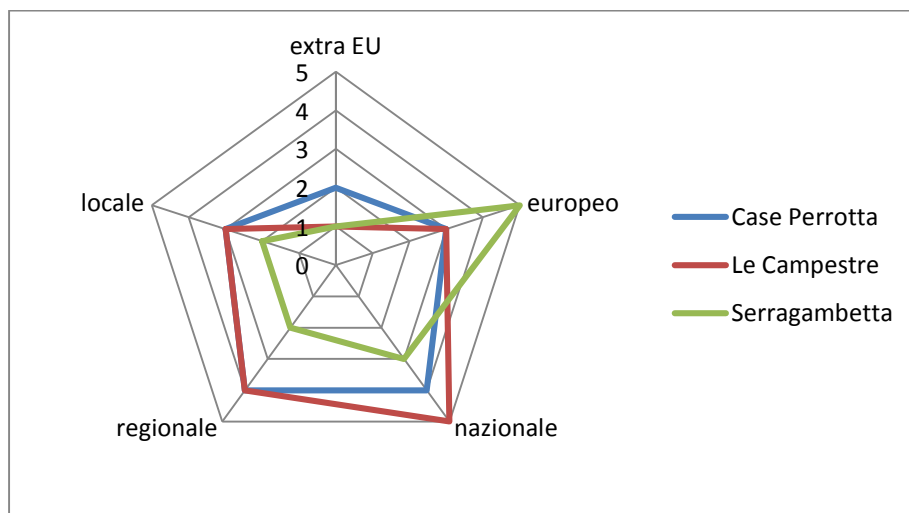 extra EU
5
4
3
2
1
0
locale
europeo
regionale
nazionale
Case Perrotta
Le Campestre
Serragambetta